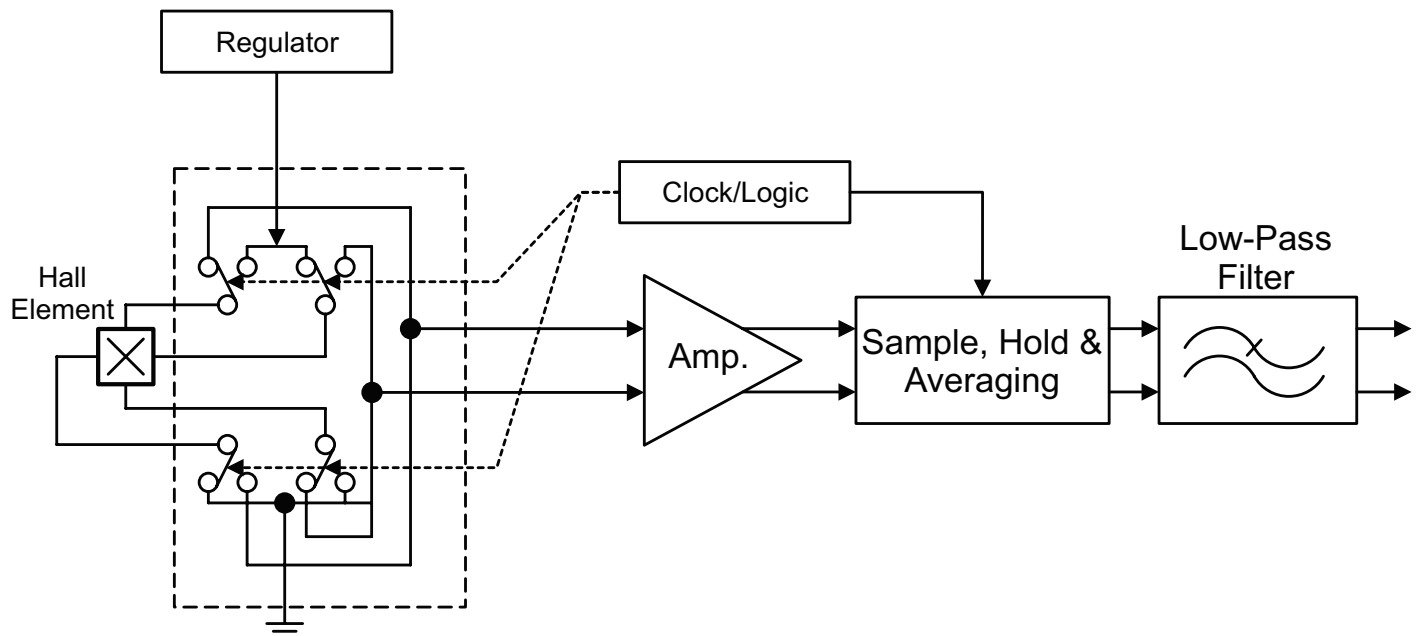 Regulator
Clock/Logic
Low-Pass
Filter
Hall
Element
Amp.
Sample, Hold &
Averaging